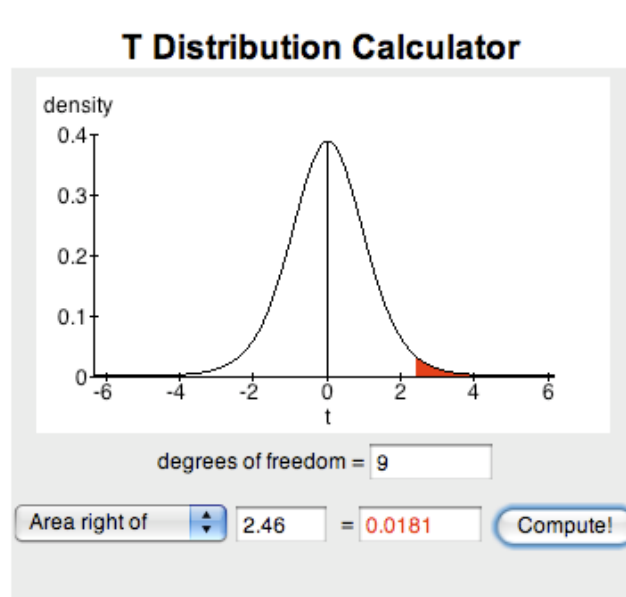 T Distribution Calculator
density
0.4
0.3
0.2
0.1
0
-6 -4 -2 0 2 4 6
t
degrees of freedom = 9
Area right of 2.46 = 0.0181 Compute!